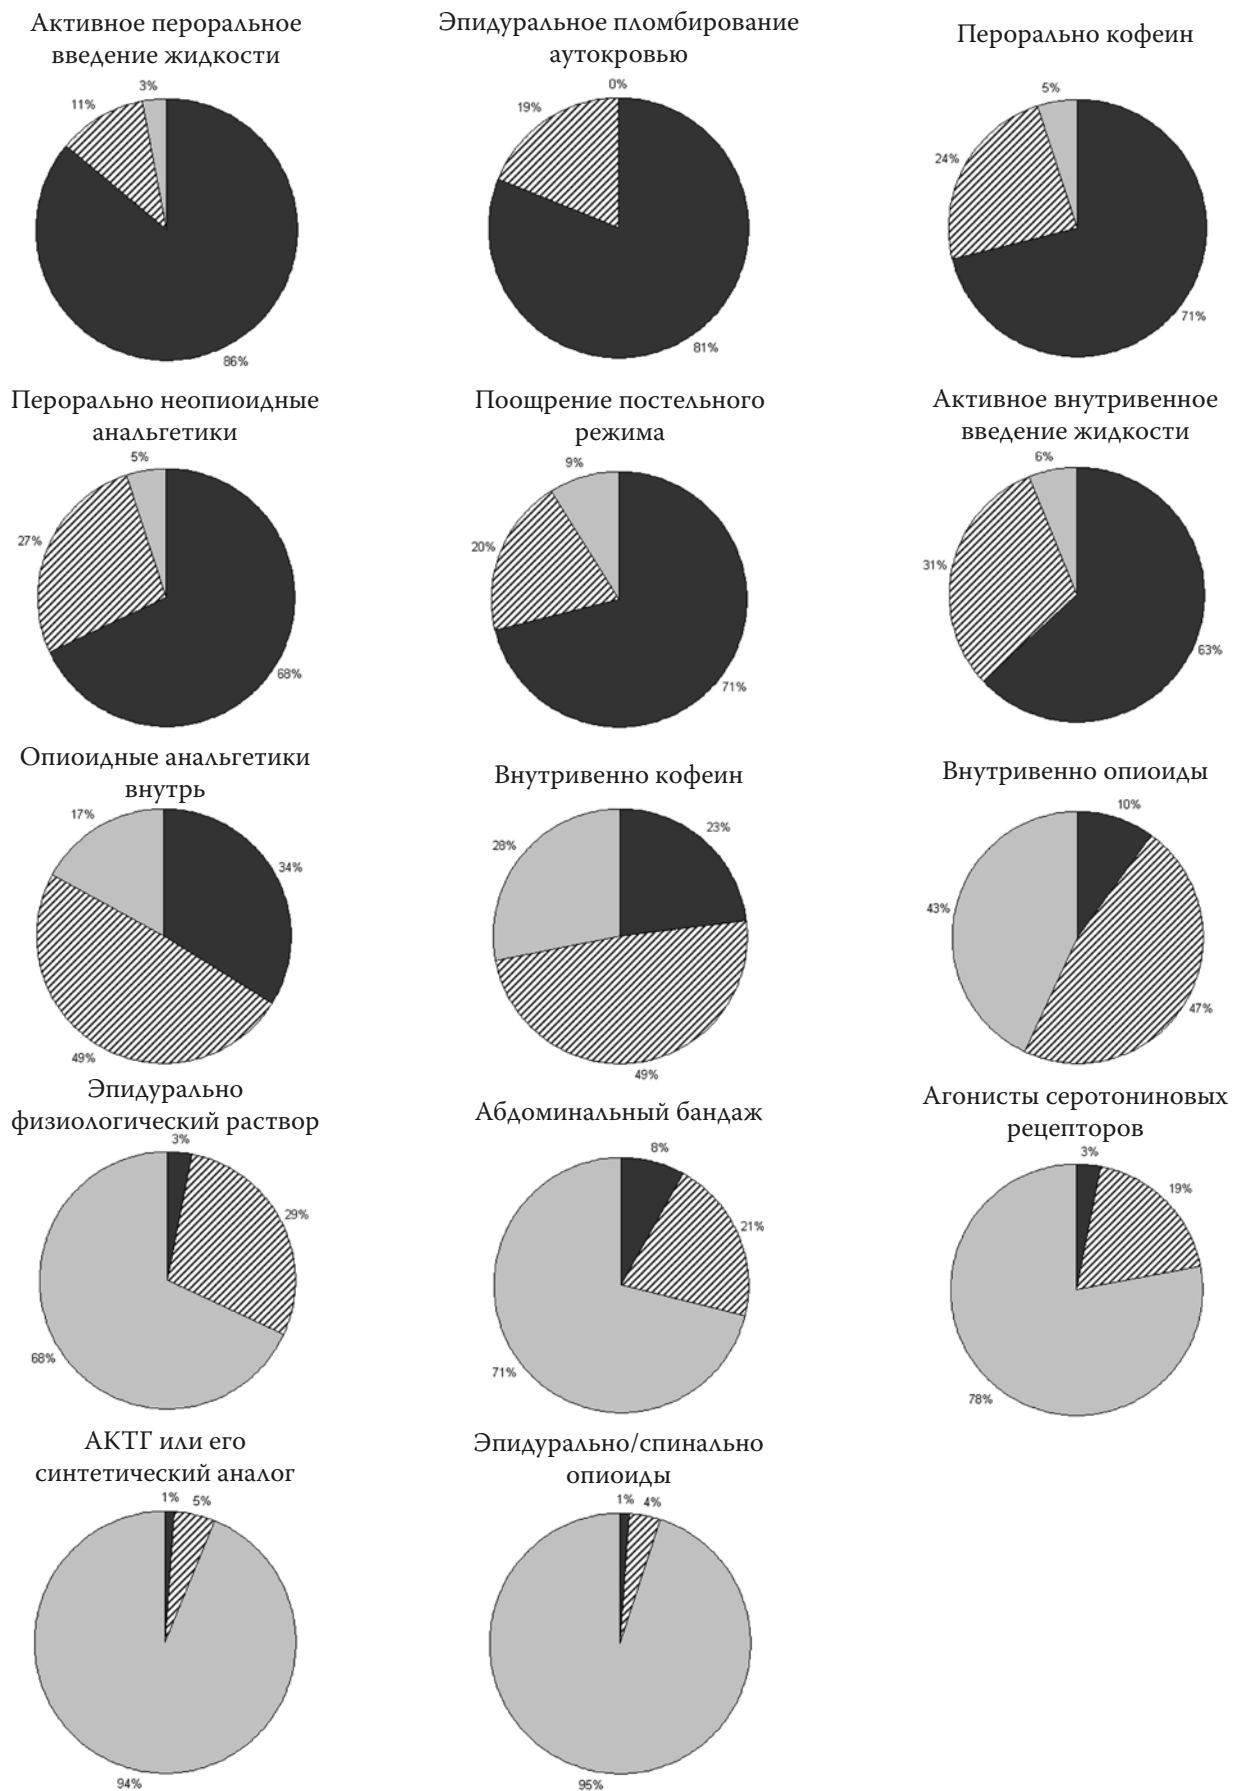 Активное пероральное
введение жидкости
3%
11%
86%
Эпидуральное пломбирование
аутокровью
0%
19%
81%
Перорально кофеин
5%
24%
71%
Перорально неопиоидные
анальгетики
5%
27%
68%
Поощрение постельного
режима
9%
20%
71%
Активное внутривенное
введение жидкости
6%
31%
63%
Опиоидные анальгетики
внутрь
17%
34%
49%
Внутривенно кофеин
23%
28%
49%
Внутривенно опиоиды
10%
43%
47%
Эпидурально
физиологический раствор
3%
29%
68%
Абдоминальный бандаж
8%
21%
71%
Агонисты серотониновых
рецепторов
3%
19%
78%
АКТГ или его
синтетический аналог
1% 5%
94%
Эпидурально/спинально
опиоиды
1% 4%
95%